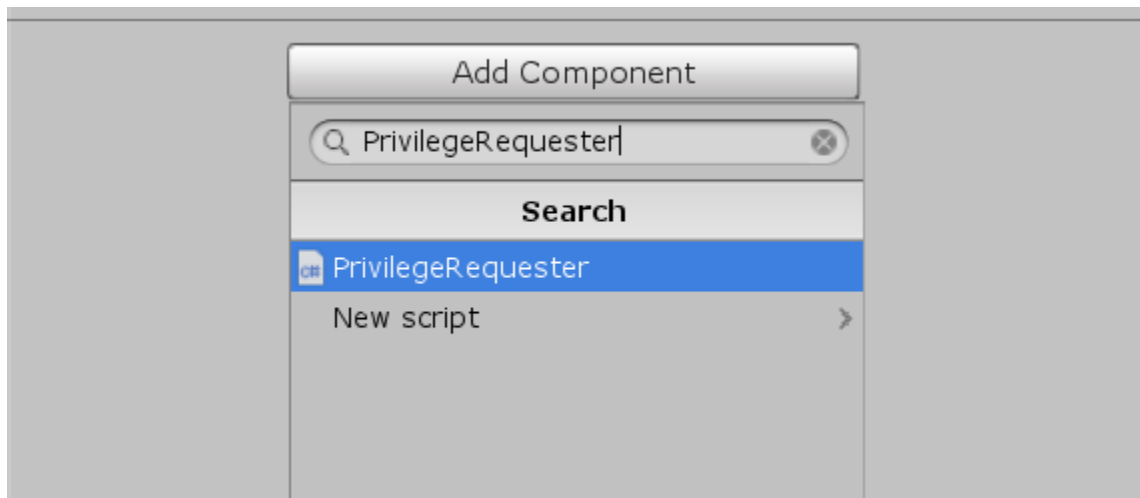 Add Component
PrivilegeRequester
Search
c#
PrivilegeRequester
New script